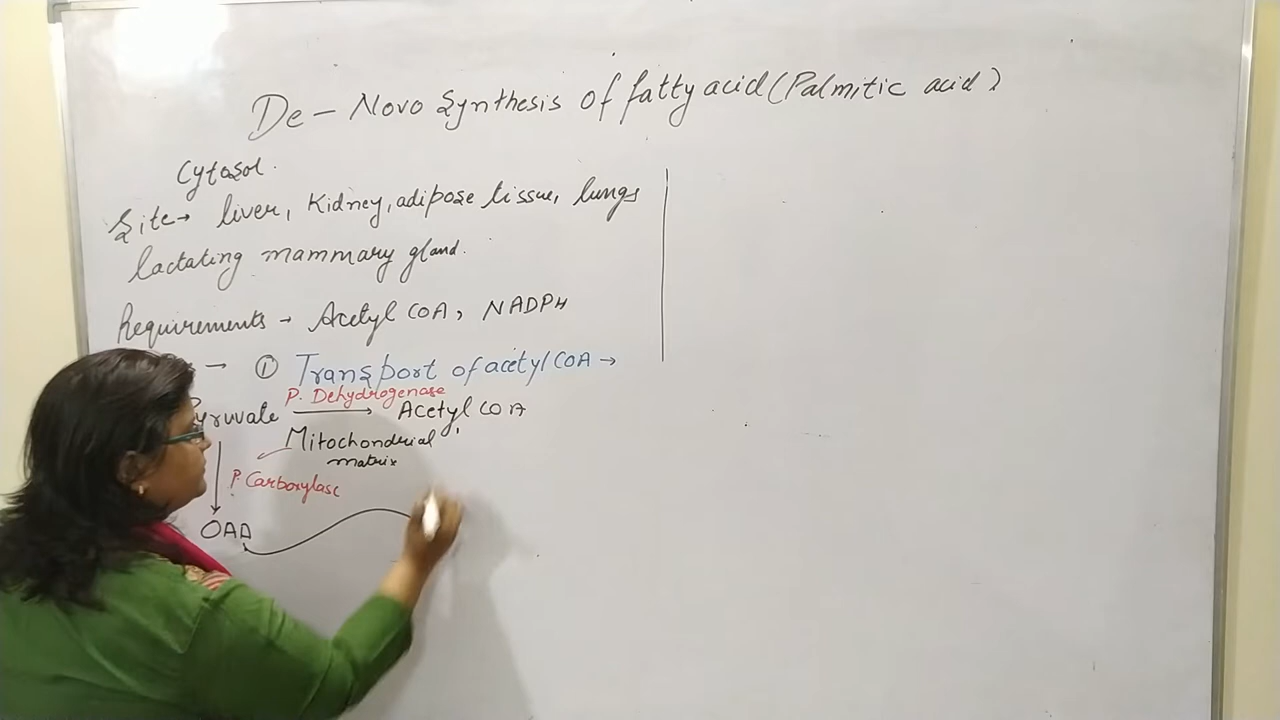 De - Novo Synthesis of fatty acid (Palmitic acid)
Cytosol.
Site→ liver, Kidney, adipose tissue, lungs
lactating mammary gland.
Requirements → Acetyl COA, NADPH
→ ① Transport of acetyl COA →
P. Dehydrogenase
Pyruvate → Acetyl COA
Mitochondrial
matrix
P. Carboxylase
OAA